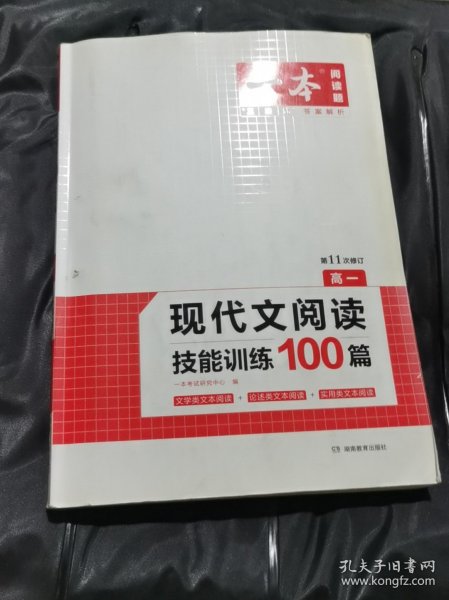 一本
阅读题
答案解析
第11次修订
高一
现代文阅读
技能训练100篇
一本考试研究中心 编
文学类文本阅读 + 论述类文本阅读 + 实用类文本阅读
湖南教育出版社
孔夫子旧书网
www.kongfz.com